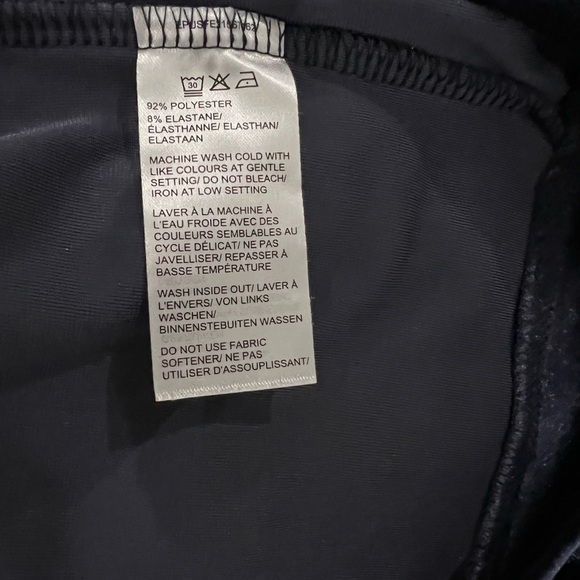 30
92% POLYESTER
8% ELASTANE/
ÉLASTHANNE/ ELASTHAN/
ELASTAAN
MACHINE WASH COLD WITH
LIKE COLOURS AT GENTLE
SETTING/ DO NOT BLEACH/
IRON AT LOW SETTING
LAVER À LA MACHINE À
L'EAU FROIDE AVEC DES
COULEURS SEMBLABLES AU
CYCLE DÉLICAT/ NE PAS
JAVELLISER/ REPASSER À
BASSE TEMPÉRATURE
WASH INSIDE OUT/ LAVER À
L'ENVERS/ VON LINKS
WASCHEN/
BINNENSTEBUITEN WASSEN
DO NOT USE FABRIC
SOFTENER/ NE PAS
UTILISER D'ASSOUPLISSANT/